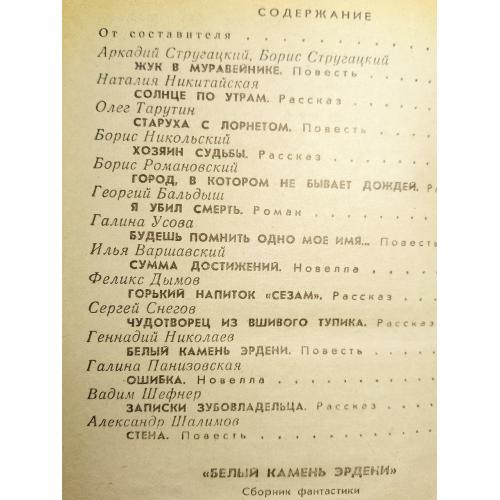 СОДЕРЖАНИЕ
От составителя . . . . . . . .
Аркадий Стругацкий, Борис Стругацкий
ЖУК В МУРАВЕЙНИКЕ. Повесть . . . .
Наталия Никитайская
СОЛНЦЕ ПО УТРАМ. Рассказ . . . .
Олег Тарутин
СТАРУХА С ЛОРНЕТОМ. Повесть . . .
Борис Никольский
ХОЗЯИН СУДЬБЫ. Рассказ . . . .
Борис Романовский
ГОРОД, В КОТОРОМ НЕ БЫВАЕТ ДОЖДЕЙ.
Георгий Бальдыш
Я УБИЛ СМЕРТЬ. Роман . . . .
Галина Усова
БУДЕШЬ ПОМНИТЬ ОДНО МОЕ ИМЯ... Повесть
Илья Варшавский
СУММА ДОСТИЖЕНИЙ. Новелла . . . .
Феликс Дымов
ГОРЬКИЙ НАПИТОК «СЕЗАМ». Рассказ . . .
Сергей Снегов
ЧУДОТВОРЕЦ ИЗ ВШИВОГО ТУПИКА. Рассказ
Геннадий Николаев
БЕЛЫЙ КАМЕНЬ ЭРДЕНИ. Повесть . . .
Галина Панизовская
ОШИБКА. Новелла . . . . . .
Вадим Шефнер
ЗАПИСКИ ЗУБОВЛАДЕЛЬЦА. Рассказ . . .
Александр Шалимов
СТЕНА. Повесть . . . . . . .
«БЕЛЫЙ КАМЕНЬ ЭРДЕНИ»
Сборник фантастики